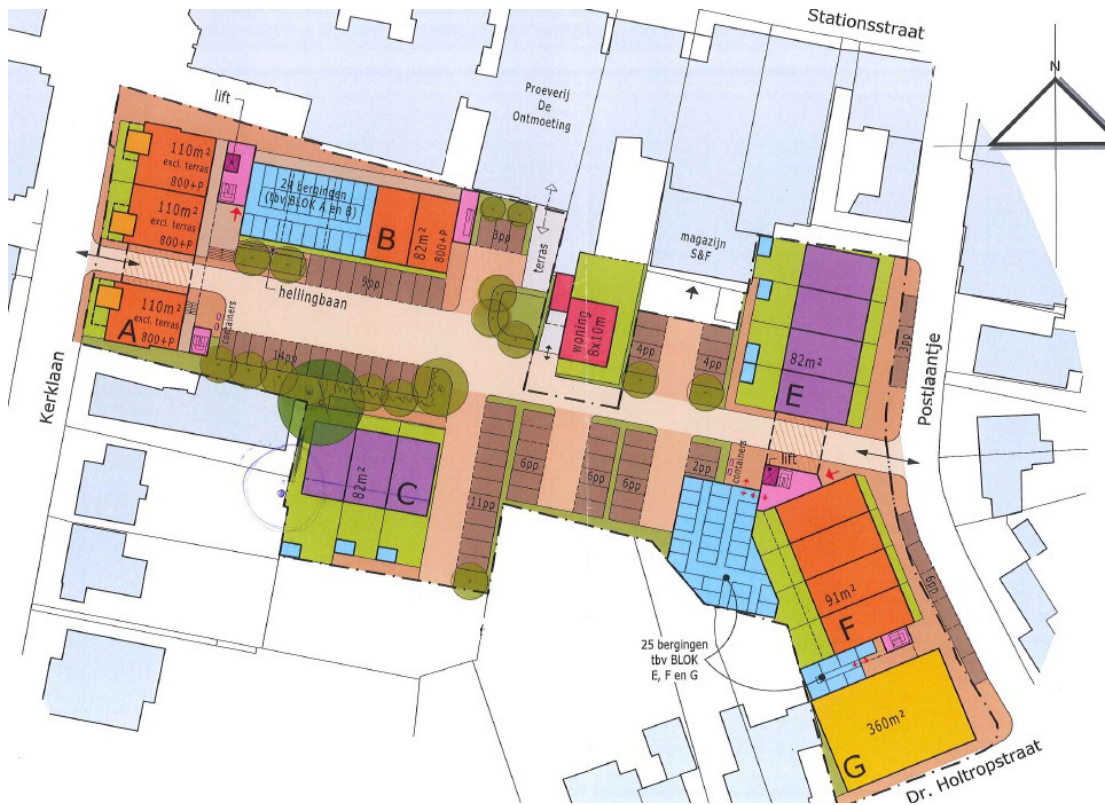 Stationsstraat
N
Proeverij
De
Ontmoeting
lift
110m²
excl. terras
800+P
110m²
excl. terras
800+P
24 bergingen
(tbv BLOK A en B)
B
82m²
800+P
3pp
terras
magazijn
S&F
9pp
hellingbaan
110m²
excl. terras
800+P
A
containers
14pp
woning
8x10m
4pp
4pp
82m²
E
3pp
Postlaantje
Kerklaan
82m²
C
11pp
6pp
6pp
6pp
2pp
containers
lift
91m²
F
6pp
25 bergingen
tbv BLOK
E, F en G
360m²
G
Dr. Holtropstraat